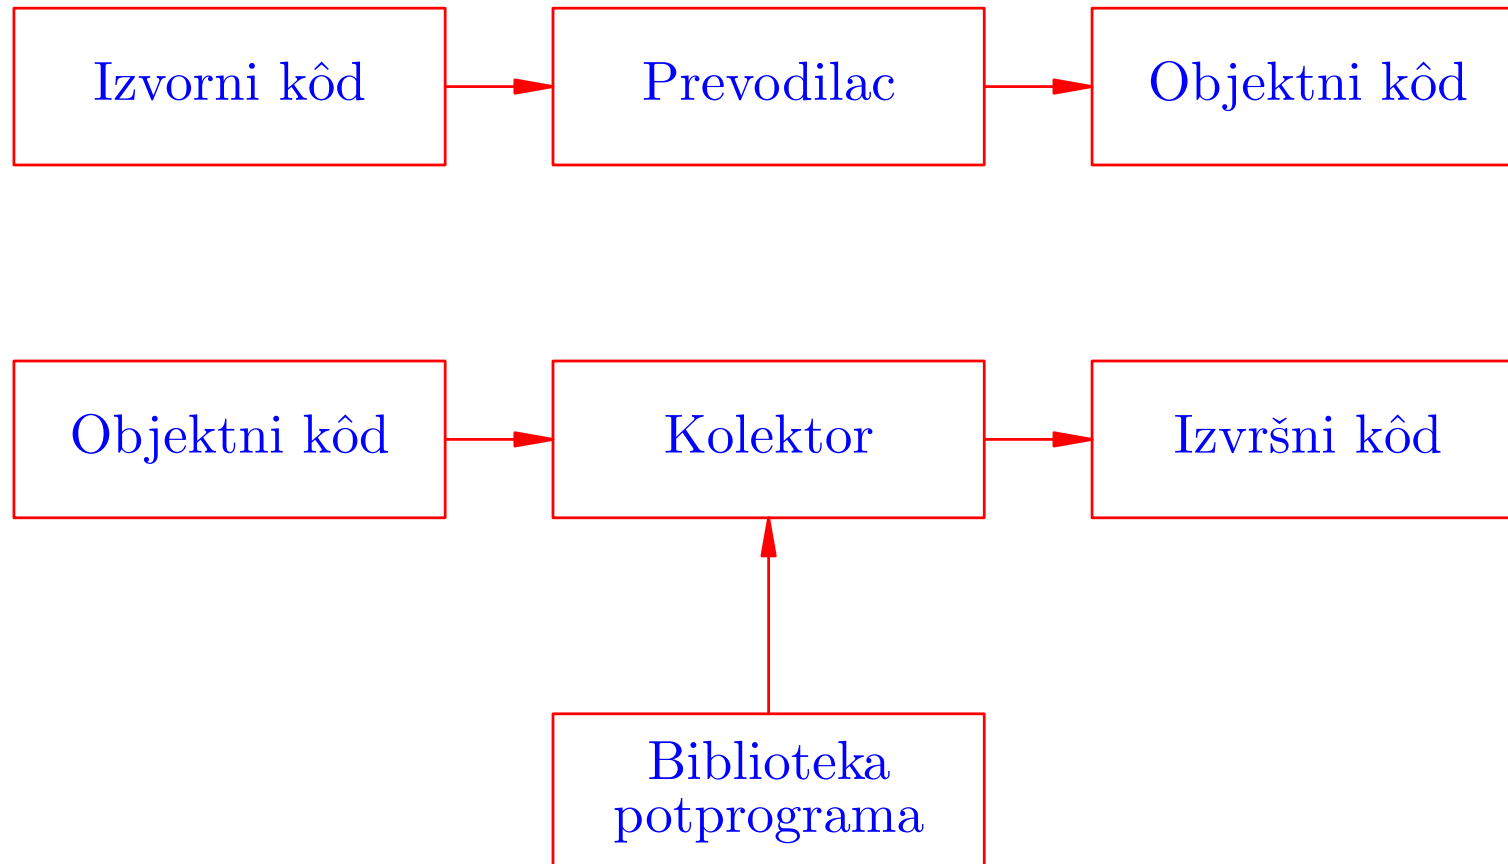 Izvorni kôd
Prevodilac
Objektni kôd
Objektni kôd
Kolektor
Izvršni kôd
Biblioteka
potprograma